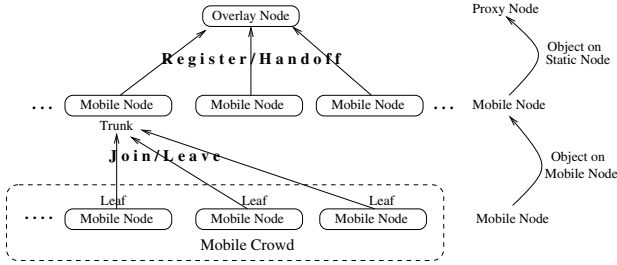 Overlay Node
Proxy Node
Register/Handoff
Object on
Static Node
... Mobile Node Mobile Node Mobile Node ...
Mobile Node
Trunk
Join/Leave
Object on
Mobile Node
Leaf Leaf Leaf
.... Mobile Node Mobile Node Mobile Node
Mobile Node
Mobile Crowd